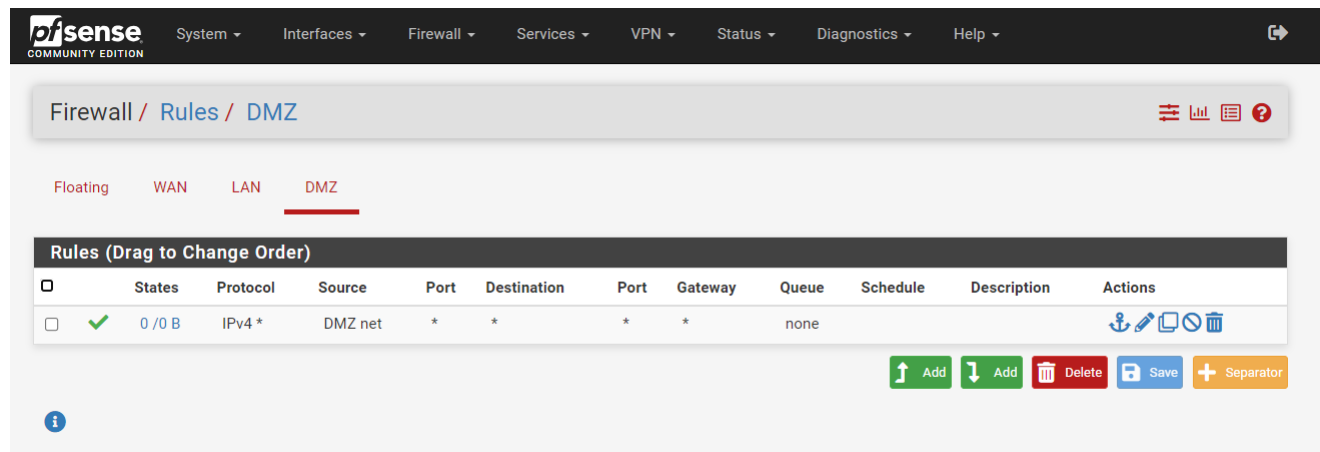 pfsense
COMMUNITY EDITION
System Interfaces Firewall Services VPN Status Diagnostics Help
Firewall / Rules / DMZ
Floating WAN LAN DMZ
Rules (Drag to Change Order)
States Protocol Source Port Destination Port Gateway Queue Schedule Description Actions
0 /0 B IPv4 * DMZ net * * * * none
Add Add Delete Save Separator